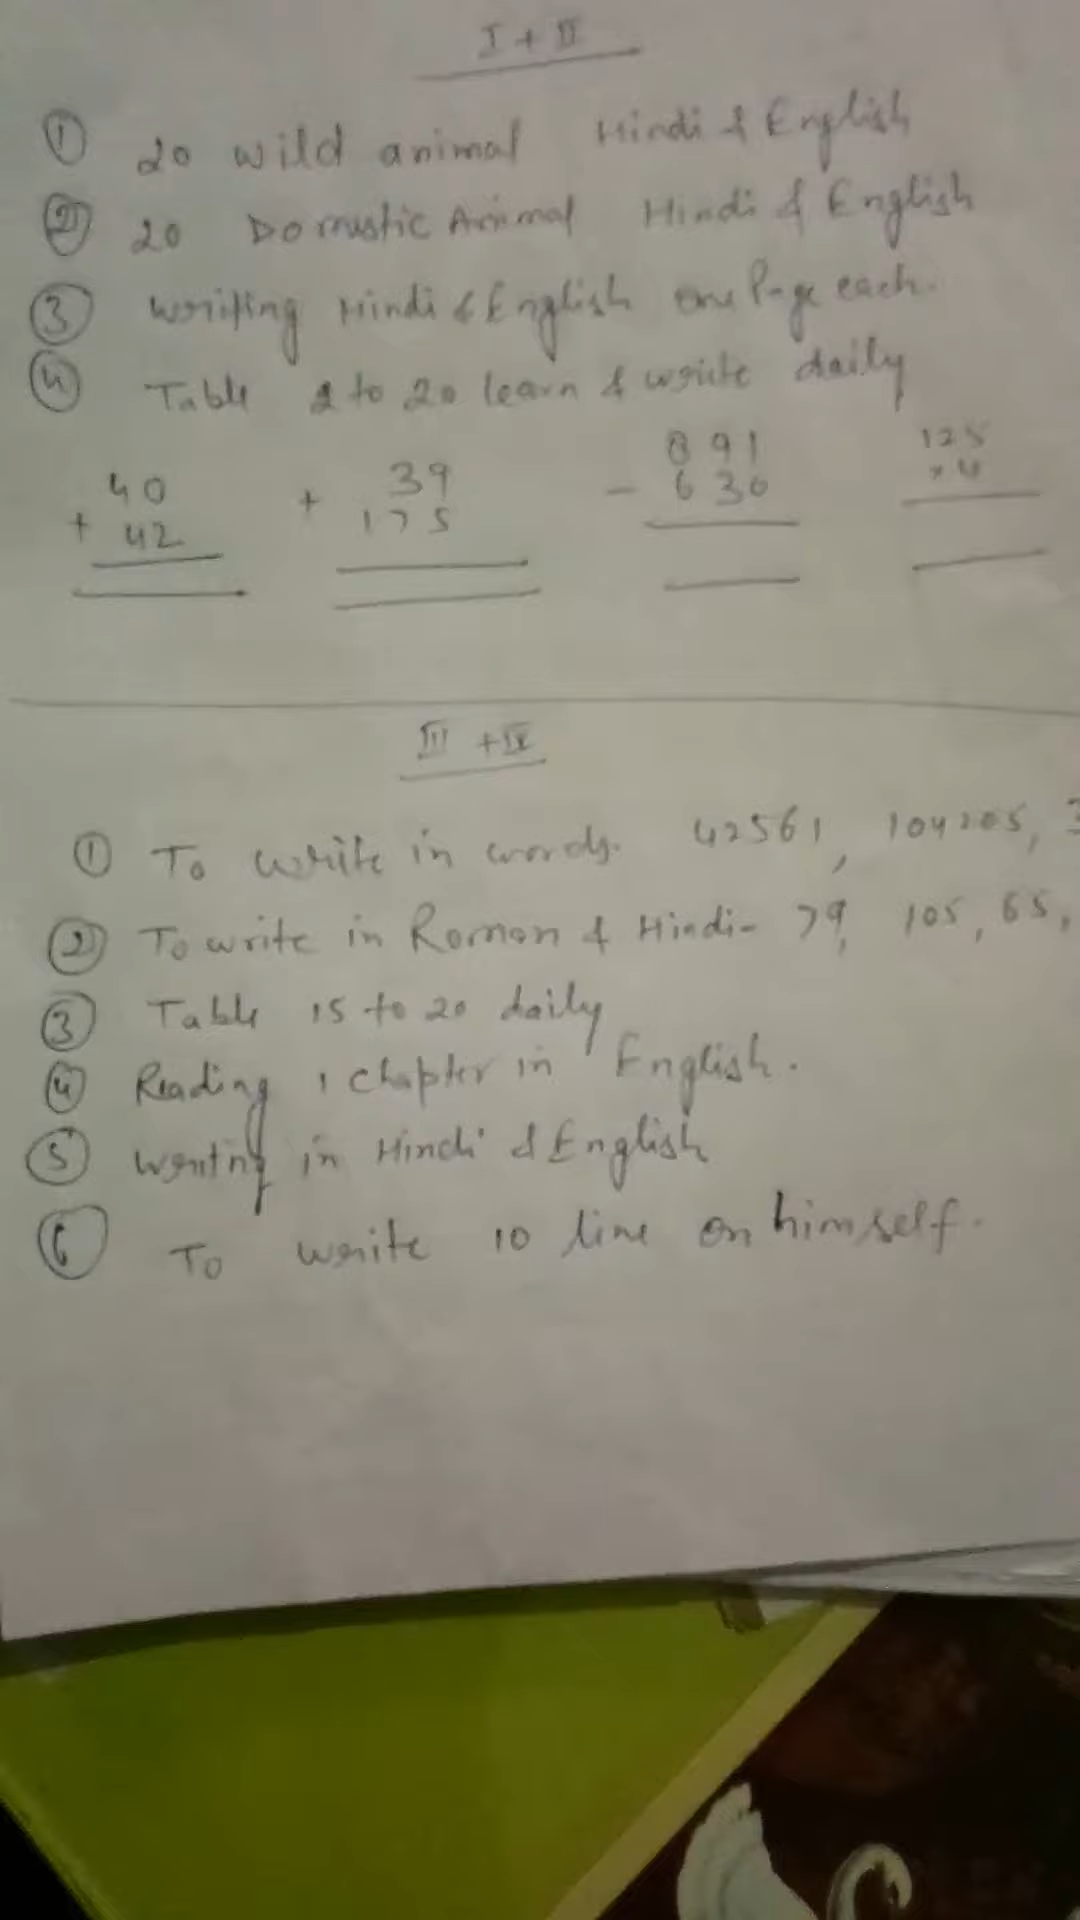 I + II
① 20 wild animal Hindi & English
② 20 Domestic Animal Hindi & English
③ Writing Hindi & English one Page each.
④ Table 2 to 20 learn & write daily
40 + 39 891 125
+ 42 175 - 630 × 4
III + IV
① To write in words. 42561, 104205,
② To write in Roman & Hindi - 79, 105, 65,
③ Table 15 to 20 daily
④ Reading 1 chapter in English.
⑤ Writing in Hindi & English
⑥ To write 10 line on himself.